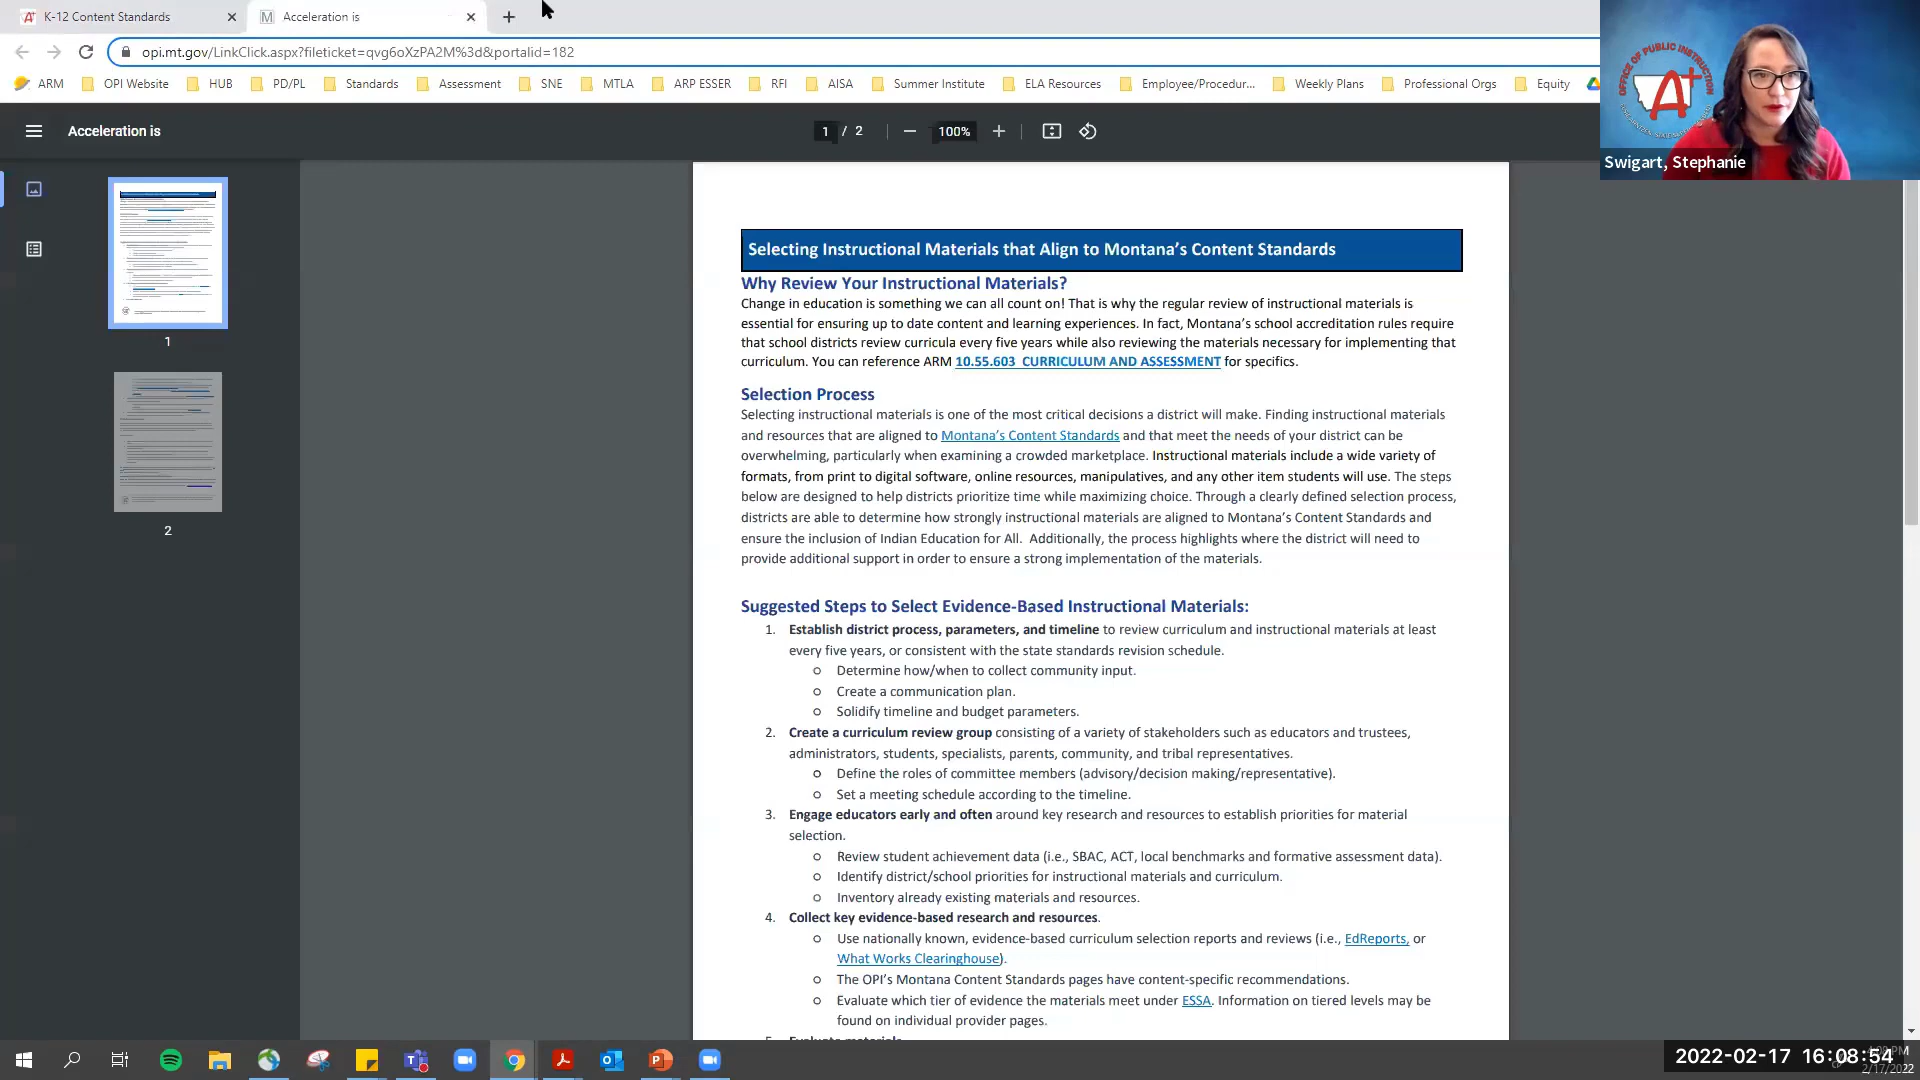 K-12 Content Standards
Acceleration is
opi.mt.gov/LinkClick.aspx?fileticket=qvg6oXzPA2M%3d&portalid=182
ARM OPI Website HUB PD/PL Standards Assessment SNE MTLA ARP ESSER RFI AISA Summer Institute ELA Resources Employee/Procedur... Weekly Plans Professional Orgs Equity
OFFICE OF PUBLIC INSTRUCTION
A+
Swigart, Stephanie
Acceleration is
1 / 2
100%
1
2
Selecting Instructional Materials that Align to Montana's Content Standards
Why Review Your Instructional Materials?
Change in education is something we can all count on! That is why the regular review of instructional materials is
essential for ensuring up to date content and learning experiences. In fact, Montana's school accreditation rules require
that school districts review curricula every five years while also reviewing the materials necessary for implementing that
curriculum. You can reference ARM 10.55.603 CURRICULUM AND ASSESSMENT for specifics.
Selection Process
Selecting instructional materials is one of the most critical decisions a district will make. Finding instructional materials
and resources that are aligned to Montana's Content Standards and that meet the needs of your district can be
overwhelming, particularly when examining a crowded marketplace. Instructional materials include a wide variety of
formats, from print to digital software, online resources, manipulatives, and any other item students will use. The steps
below are designed to help districts prioritize time while maximizing choice. Through a clearly defined selection process,
districts are able to determine how strongly instructional materials are aligned to Montana's Content Standards and
ensure the inclusion of Indian Education for All. Additionally, the process highlights where the district will need to
provide additional support in order to ensure a strong implementation of the materials.
Suggested Steps to Select Evidence-Based Instructional Materials:
1. Establish district process, parameters, and timeline to review curriculum and instructional materials at least
every five years, or consistent with the state standards revision schedule.
o Determine how/when to collect community input.
o Create a communication plan.
o Solidify timeline and budget parameters.
2. Create a curriculum review group consisting of a variety of stakeholders such as educators and trustees,
administrators, students, specialists, parents, community, and tribal representatives.
o Define the roles of committee members (advisory/decision making/representative).
o Set a meeting schedule according to the timeline.
3. Engage educators early and often around key research and resources to establish priorities for material
selection.
o Review student achievement data (i.e., SBAC, ACT, local benchmarks and formative assessment data).
o Identify district/school priorities for instructional materials and curriculum.
o Inventory already existing materials and resources.
4. Collect key evidence-based research and resources.
o Use nationally known, evidence-based curriculum selection reports and reviews (i.e., EdReports, or
What Works Clearinghouse).
o The OPI's Montana Content Standards pages have content-specific recommendations.
o Evaluate which tier of evidence the materials meet under ESSA. Information on tiered levels may be
found on individual provider pages.
5. Evaluate materials
2022-02-17 16:08:54
2/17/2022